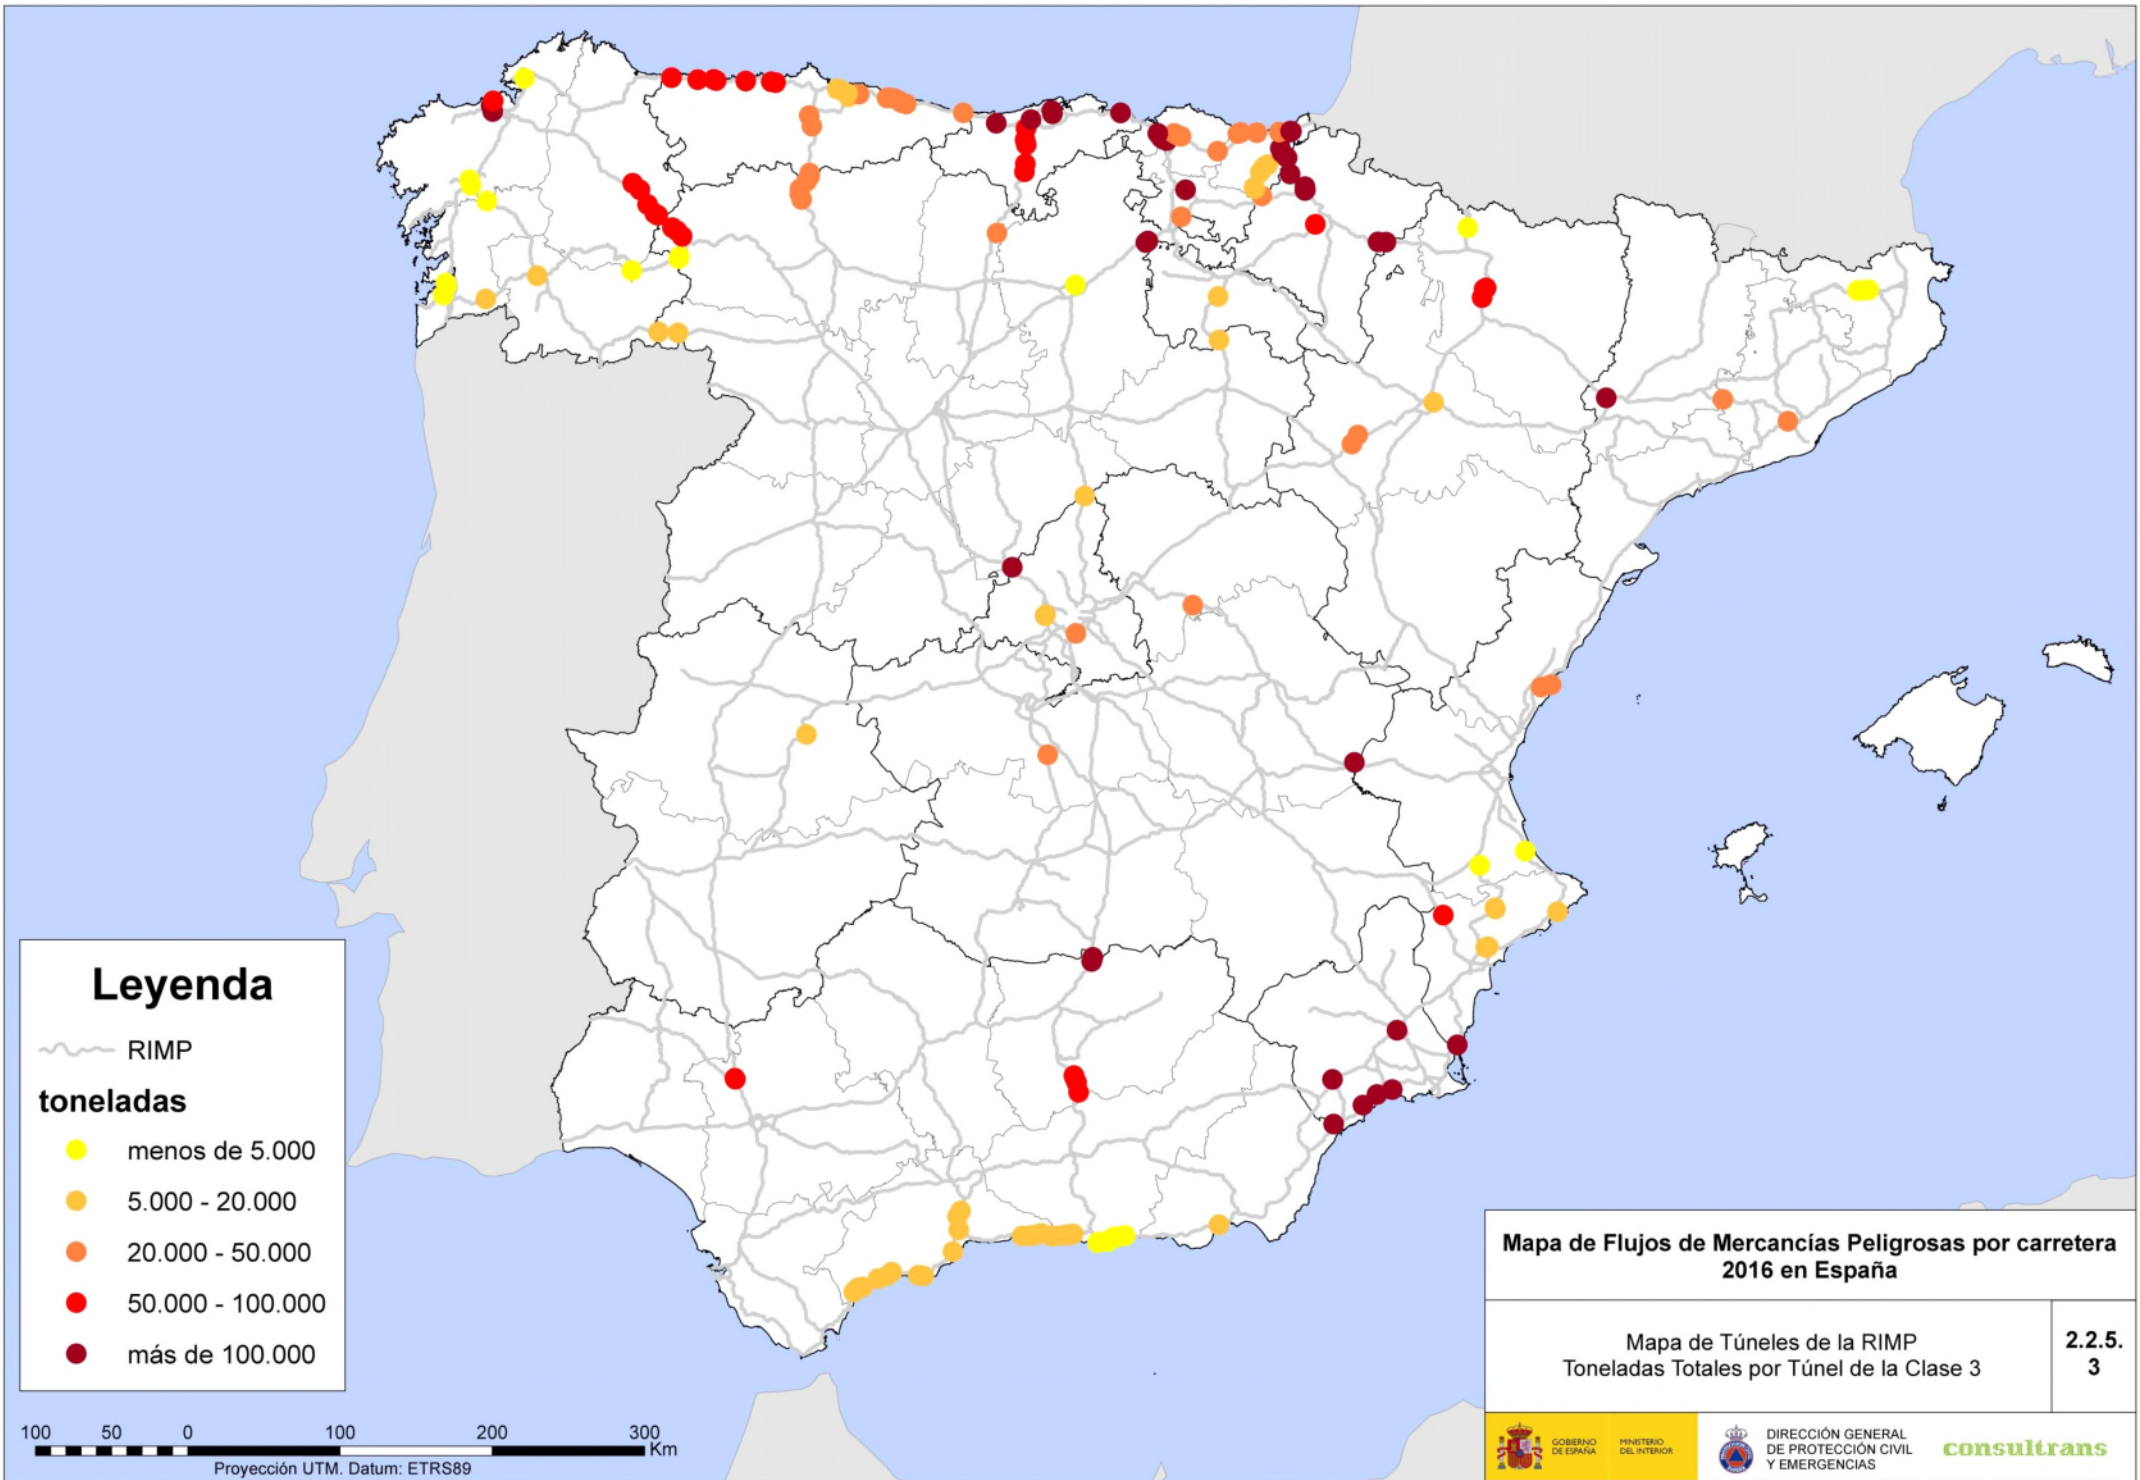 Leyenda
RIMP
toneladas
menos de 5.000
5.000 - 20.000
20.000 - 50.000
50.000 - 100.000
más de 100.000
100 50 0 100 200 300
Km
Proyección UTM. Datum: ETRS89
Mapa de Flujos de Mercancías Peligrosas por carretera
2016 en España
Mapa de Túneles de la RIMP
Toneladas Totales por Túnel de la Clase 3
2.2.5.
3
GOBIERNO
DE ESPAÑA
MINISTERIO
DEL INTERIOR
DIRECCIÓN GENERAL
DE PROTECCIÓN CIVIL
Y EMERGENCIAS
consultrans